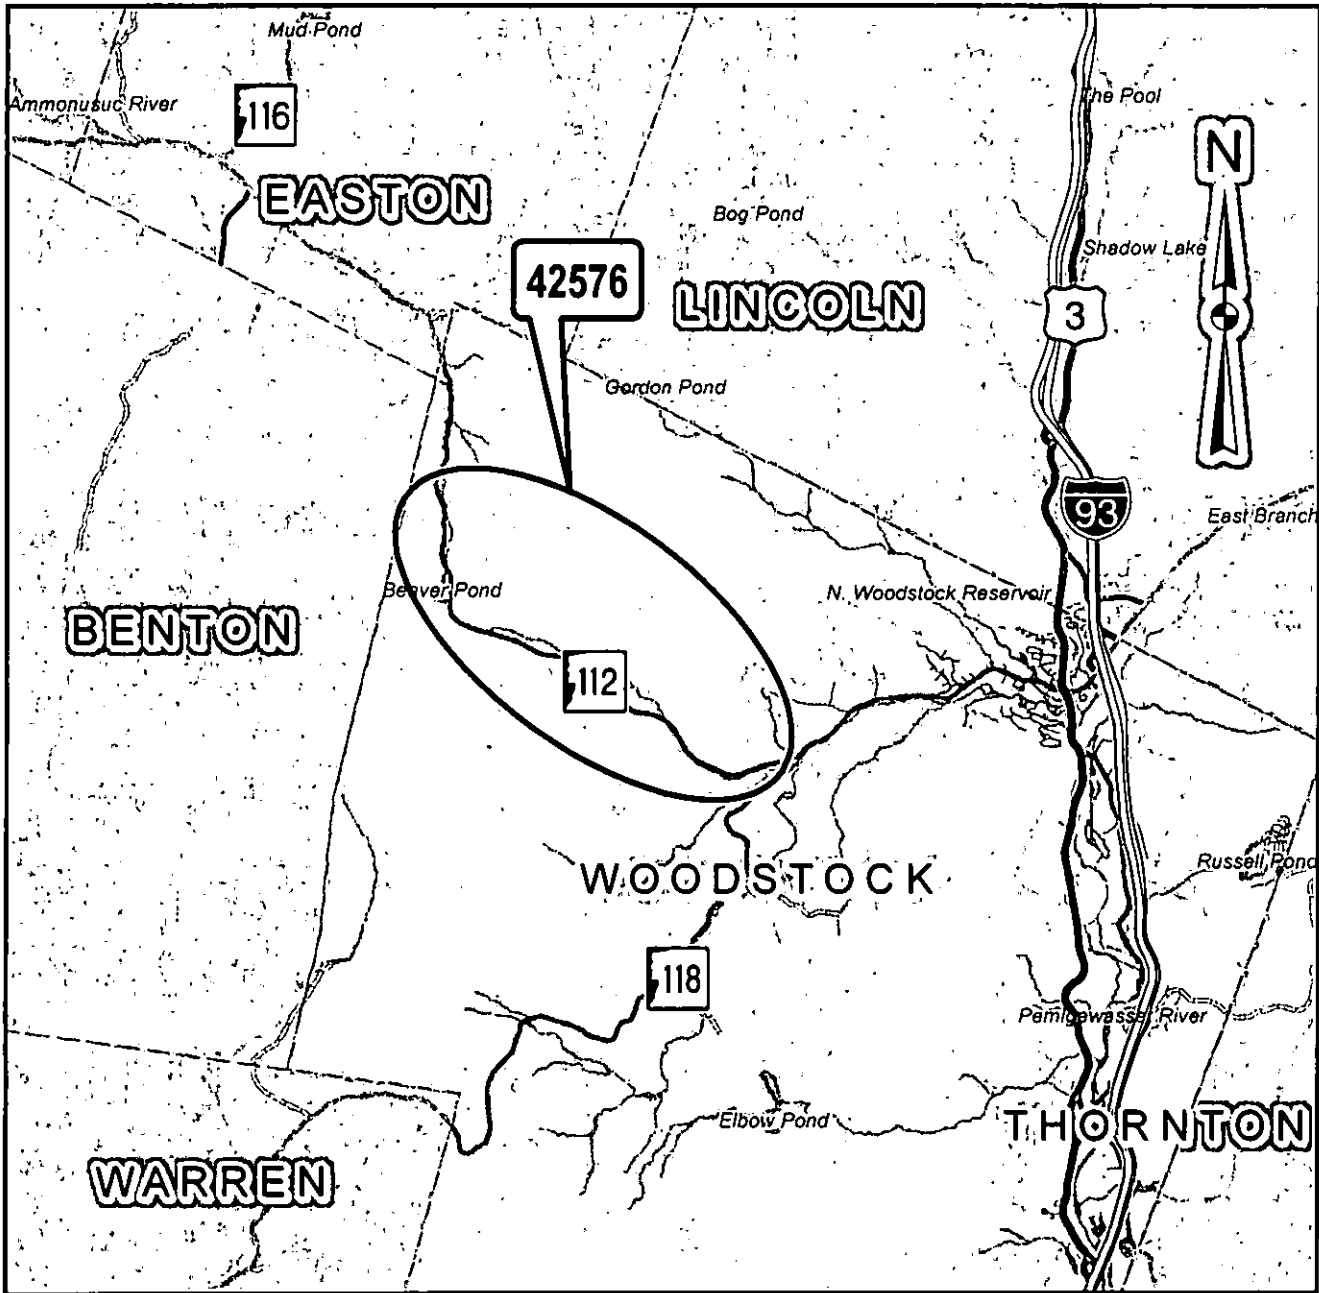 Mud Pond
Ammonusuc River
116
The Pool
N
EASTON
Bog Pond
Shadow Lake
42576
LINCOLN
3
Gordon Pond
93
East Branch
Beaver Pond
N. Woodstock Reservoir
BENTON
112
WOODSTOCK
Russell Pond
118
Pemigewasset River
Elbow Pond
THORNTON
WARREN